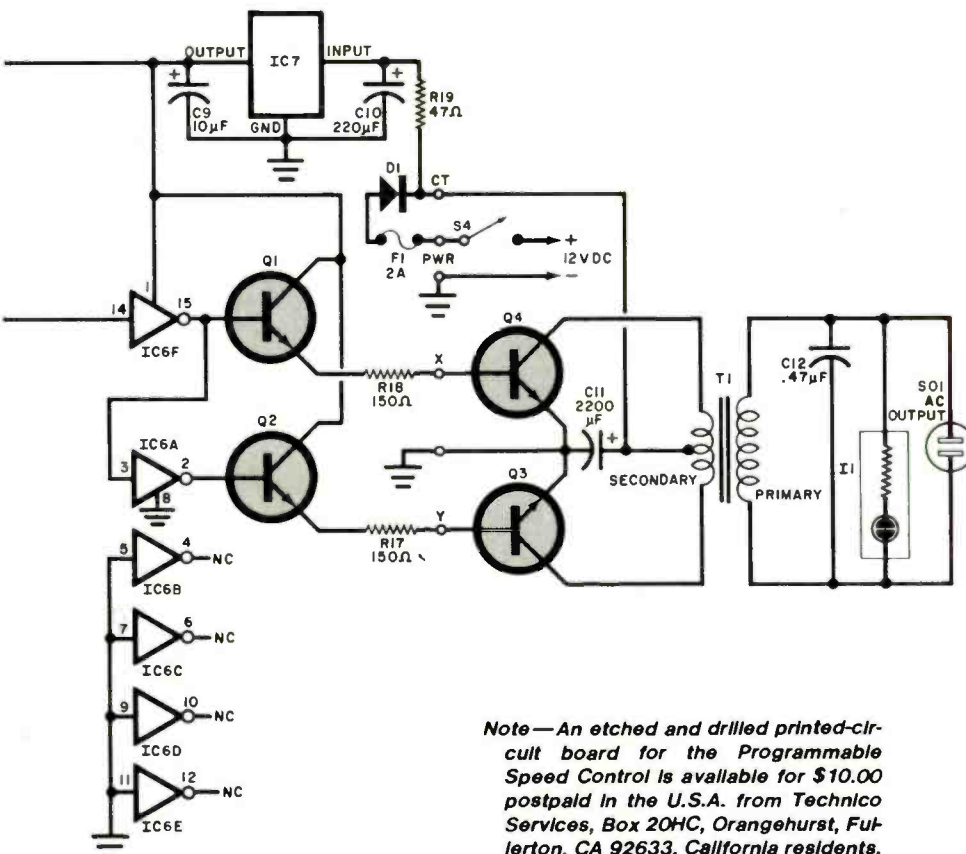 OUTPUT
IC7
INPUT
+
C9
10µF
GND
C10
220µF
+
R19
47Ω
D1
CT
S4
F1
2A
PWR
+
12VDC
−
Q1
1
14
15
IC6F
R18
150Ω
X
Q4
C11
2200
µF
+
T1
SECONDARY
PRIMARY
C12
.47µF
I1
SO1
AC
OUTPUT
IC6A
3
2
8
Q2
R17
150Ω
Y
Q3
5
4
NC
IC6B
7
6
NC
IC6C
9
10
NC
IC6D
11
12
NC
IC6E
Note—An etched and drilled printed-cir-
cuit board for the Programmable
Speed Control is available for $10.00
postpaid in the U.S.A. from Technico
Services, Box 20HC, Orangehurst, Ful-
lerton, CA 92633. California residents,